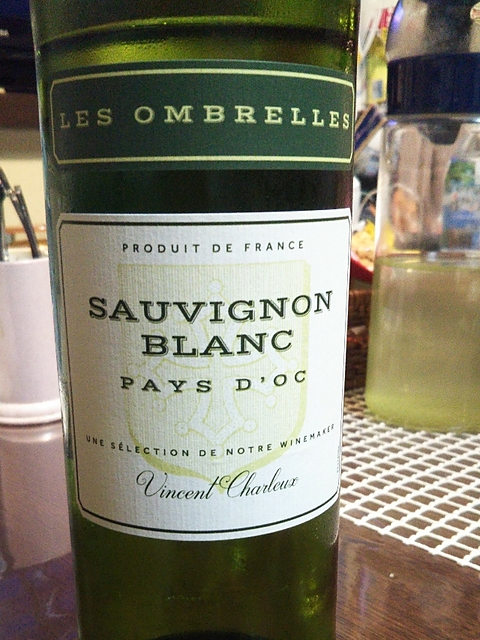 LES OMBRELLES
PRODUIT DE FRANCE
SAUVIGNON
BLANC
PAYS D'OC
UNE SÉLECTION DE NOTRE WINEMAKER
Vincent Charleux